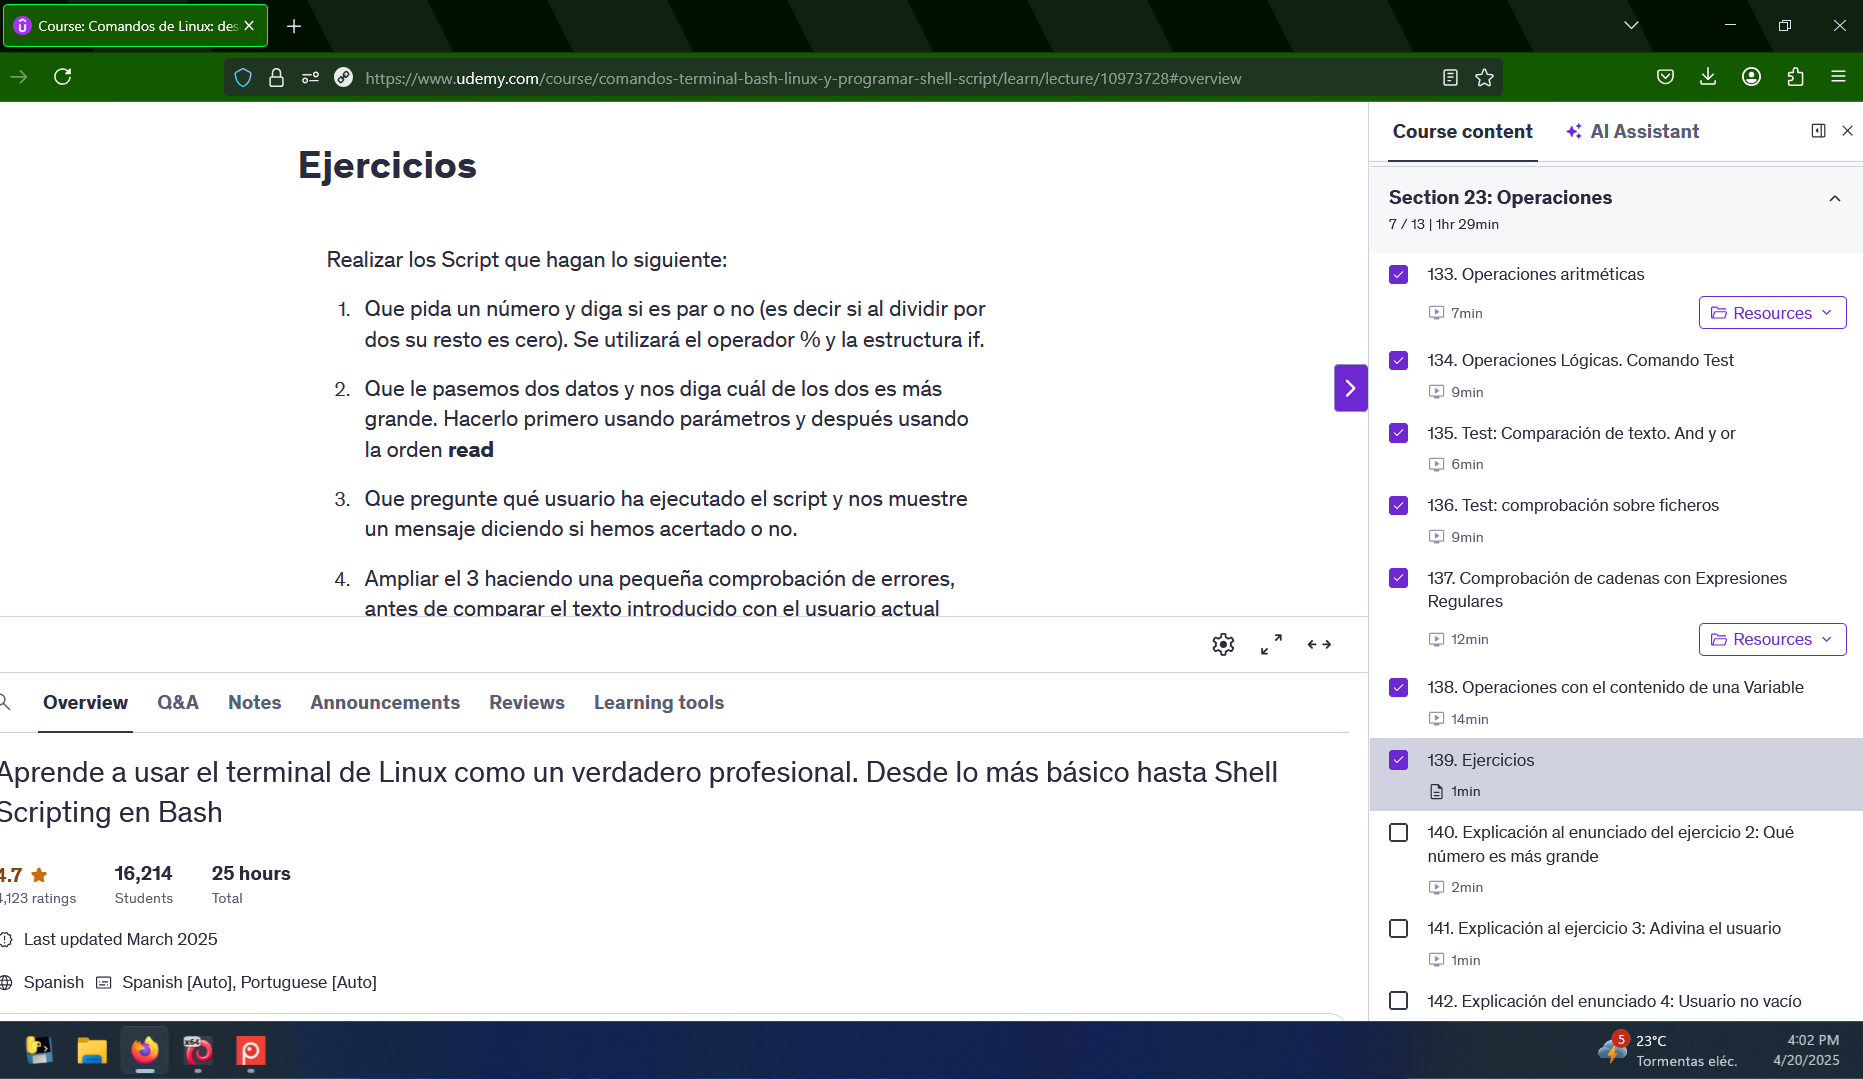 Course: Comandos de Linux: des
https://www.udemy.com/course/comandos-terminal-bash-linux-y-programar-shell-script/learn/lecture/10973728#overview
Ejercicios
Realizar los Script que hagan lo siguiente:
1. Que pida un número y diga si es par o no (es decir si al dividir por
dos su resto es cero). Se utilizará el operador % y la estructura if.
2. Que le pasemos dos datos y nos diga cuál de los dos es más
grande. Hacerlo primero usando parámetros y después usando
la orden read
3. Que pregunte qué usuario ha ejecutado el script y nos muestre
un mensaje diciendo si hemos acertado o no.
4. Ampliar el 3 haciendo una pequeña comprobación de errores,
antes de comparar el texto introducido con el usuario actual
Overview Q&A Notes Announcements Reviews Learning tools
Aprende a usar el terminal de Linux como un verdadero profesional. Desde lo más básico hasta Shell
Scripting en Bash
4.7 16,214 25 hours
4,123 ratings Students Total
Last updated March 2025
Spanish Spanish [Auto], Portuguese [Auto]
Course content AI Assistant
Section 23: Operaciones
7 / 13 | 1hr 29min
133. Operaciones aritméticas
7min
Resources
134. Operaciones Lógicas. Comando Test
9min
135. Test: Comparación de texto. And y or
6min
136. Test: comprobación sobre ficheros
9min
137. Comprobación de cadenas con Expresiones
Regulares
12min
Resources
138. Operaciones con el contenido de una Variable
14min
139. Ejercicios
1min
140. Explicación al enunciado del ejercicio 2: Qué
número es más grande
2min
141. Explicación al ejercicio 3: Adivina el usuario
1min
142. Explicación del enunciado 4: Usuario no vacío
x64
5
23°C
Tormentas eléc.
4:02 PM
4/20/2025